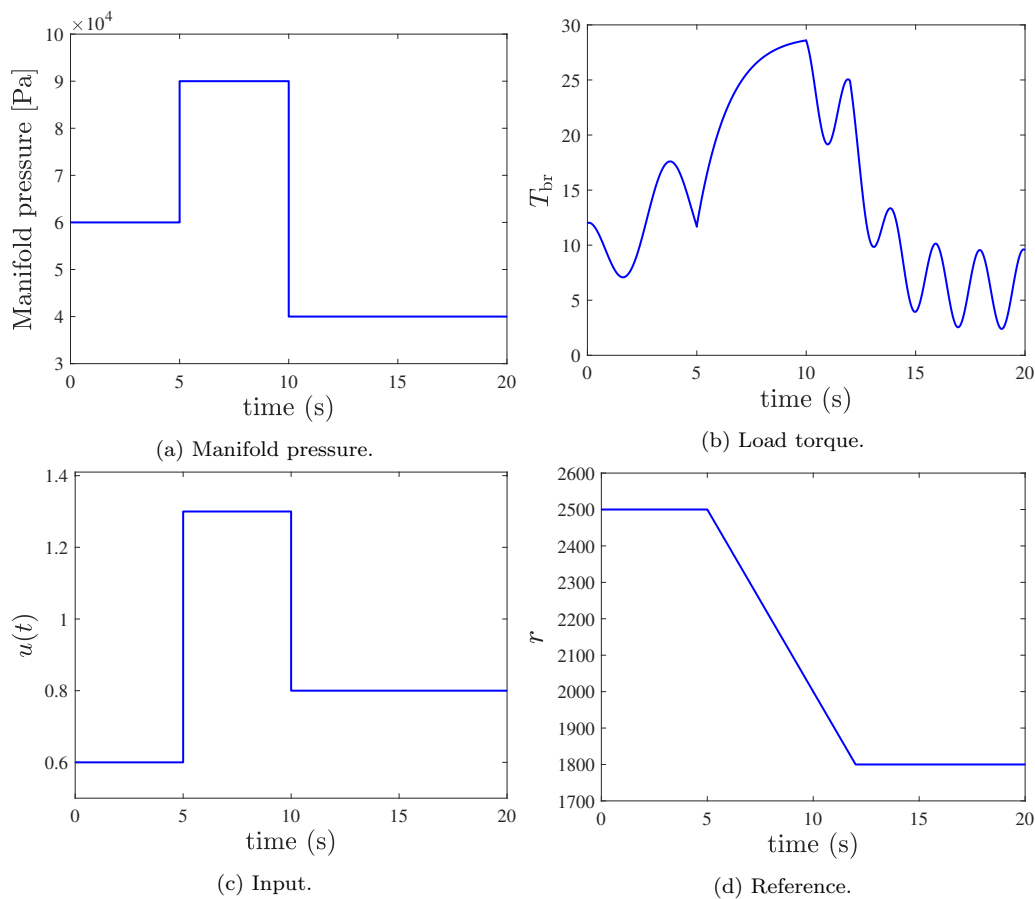 ×10⁴
Manifold pressure [Pa]
10
9
8
7
6
5
4
3
0 5 10 15 20
time (s)
(a) Manifold pressure.
T_br
30
25
20
15
10
5
0
0 5 10 15 20
time (s)
(b) Load torque.
u(t)
1.4
1.2
1
0.8
0.6
0 5 10 15 20
time (s)
(c) Input.
r
2600
2500
2400
2300
2200
2100
2000
1900
1800
1700
0 5 10 15 20
time (s)
(d) Reference.